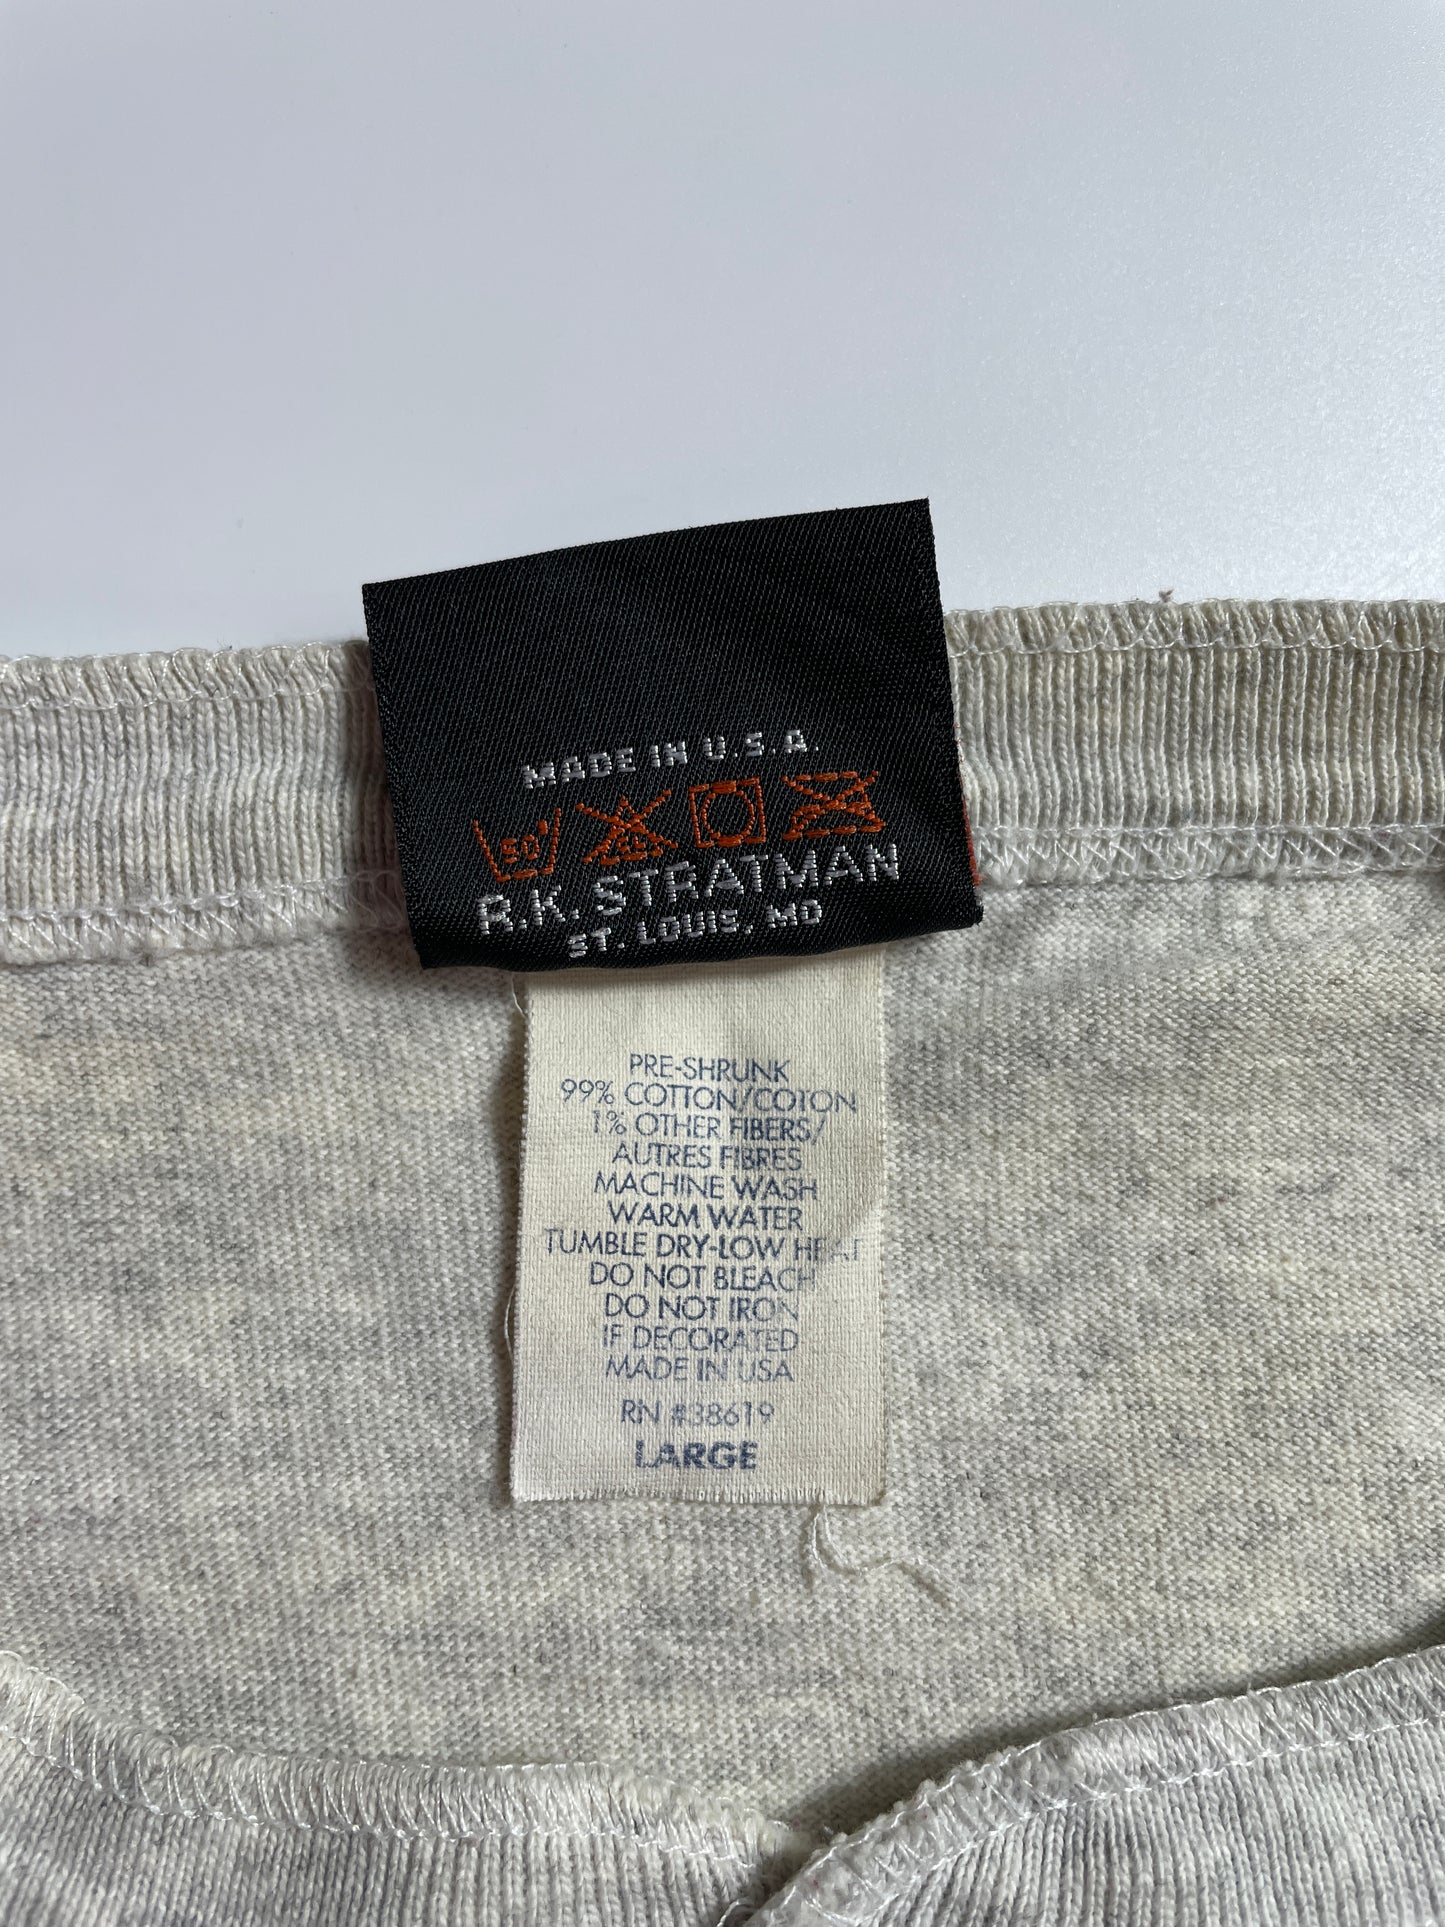 MADE IN U.S.A.
50° CL
R.K. STRATMAN
ST. LOUIS, MO
PRE-SHRUNK
99% COTTON/COTON
1% OTHER FIBERS/
AUTRES FIBRES
MACHINE WASH
WARM WATER
TUMBLE DRY-LOW HEAT
DO NOT BLEACH
DO NOT IRON
IF DECORATED
MADE IN USA
RN #38619
LARGE